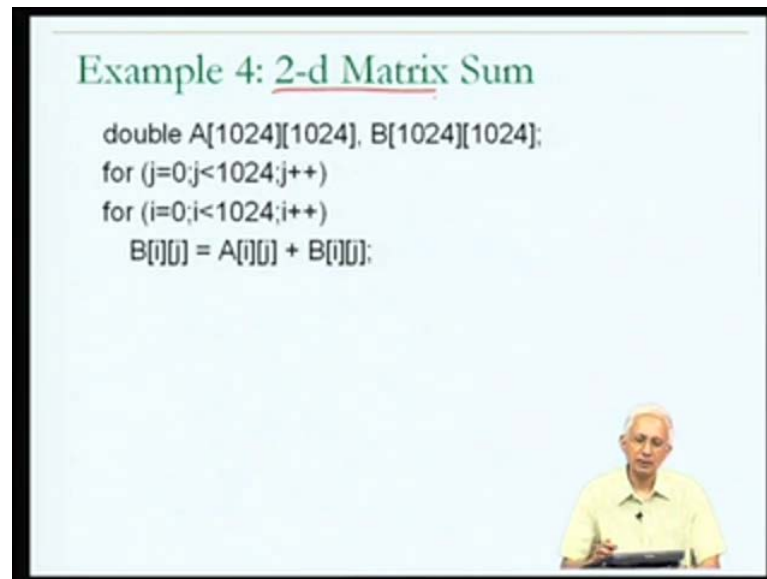 Example 4: 2-d Matrix Sum
double A[1024][1024], B[1024][1024];
for (j=0;j<1024;j++)
for (i=0;i<1024;i++)
B[i][j] = A[i][j] + B[i][j];